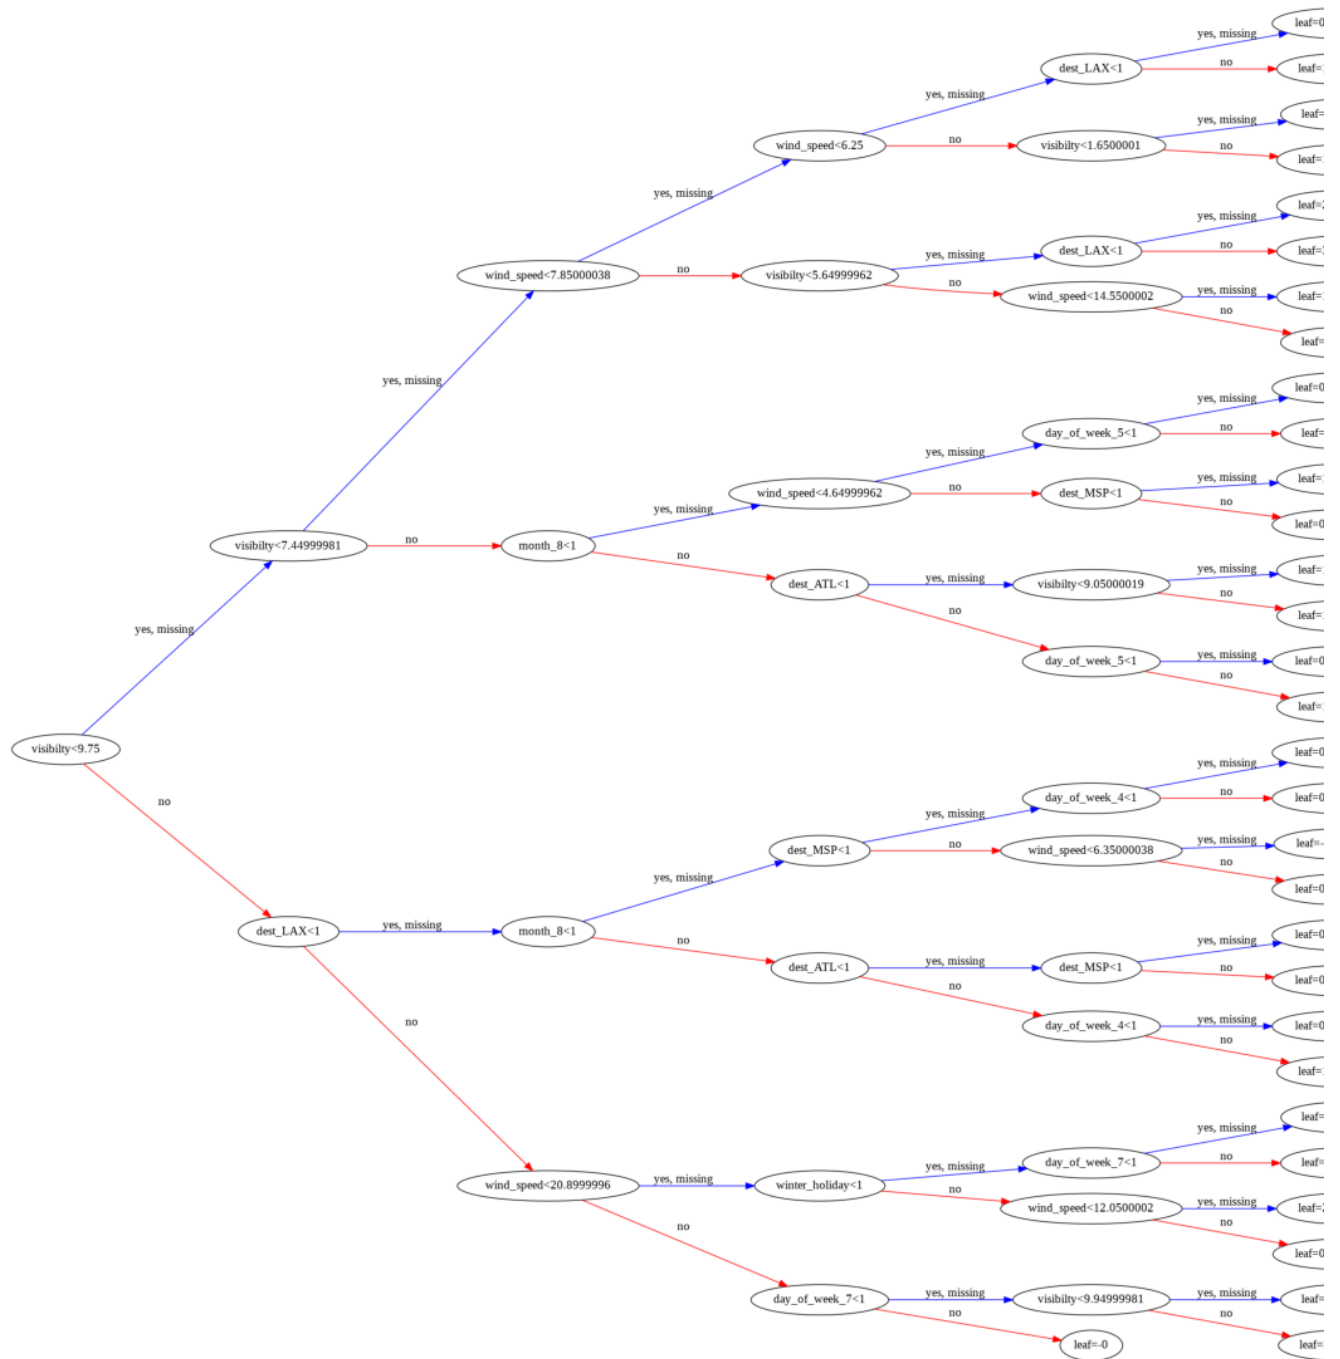 leaf=0
yes, missing
dest_LAX<1
no
leaf=
yes, missing
leaf=
yes, missing
wind_speed<6.25
no
visibilty<1.6500001
no
leaf=
yes, missing
leaf=2
yes, missing
dest_LAX<1
no
leaf=
yes, missing
wind_speed<7.85000038
no
visibilty<5.64999962
no
wind_speed<14.5500002
yes, missing
leaf=
no
leaf=
yes, missing
leaf=0
yes, missing
day_of_week_5<1
no
leaf=
yes, missing
wind_speed<4.64999962
no
dest_MSP<1
yes, missing
leaf=
yes, missing
no
leaf=0
visibilty<7.44999981
no
month_8<1
no
dest_ATL<1
yes, missing
visibilty<9.05000019
yes, missing
leaf=
no
leaf=
no
yes, missing
day_of_week_5<1
yes, missing
leaf=0
no
leaf=
visibilty<9.75
leaf=0
yes, missing
no
day_of_week_4<1
no
leaf=0
yes, missing
dest_MSP<1
no
wind_speed<6.35000038
yes, missing
leaf=-
no
leaf=0
yes, missing
dest_LAX<1
yes, missing
month_8<1
yes, missing
leaf=0
no
dest_ATL<1
yes, missing
dest_MSP<1
no
leaf=0
no
no
day_of_week_4<1
yes, missing
leaf=0
no
leaf=
leaf=
yes, missing
yes, missing
day_of_week_7<1
no
leaf=
wind_speed<20.8999996
yes, missing
winter_holiday<1
no
wind_speed<12.0500002
yes, missing
leaf=2
no
no
leaf=0
day_of_week_7<1
yes, missing
visibilty<9.94999981
yes, missing
leaf=
no
leaf=-0
no
leaf=